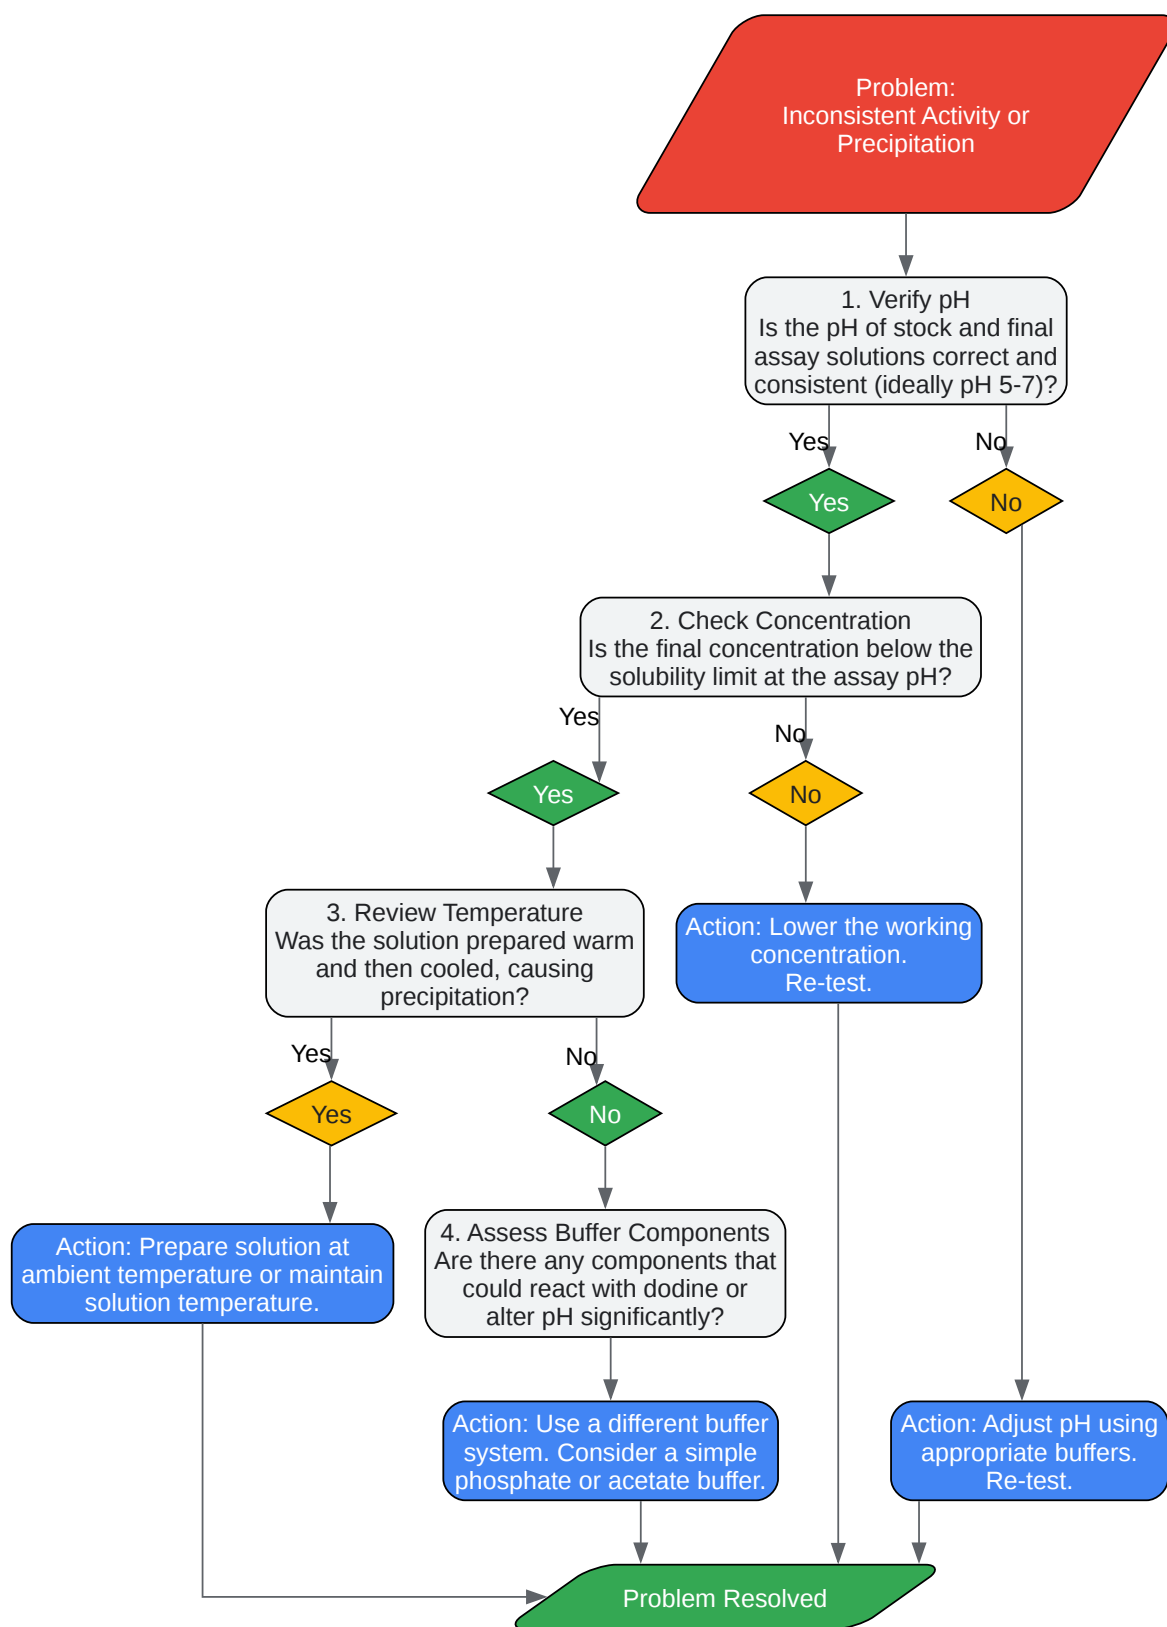 Problem:
Inconsistent Activity or
Precipitation
1. Verify pH
Is the pH of stock and final
assay solutions correct and
consistent (ideally pH 5-7)?
Yes
No
Yes
No
2. Check Concentration
Is the final concentration below the
solubility limit at the assay pH?
Yes
No
Yes
No
3. Review Temperature
Was the solution prepared warm
and then cooled, causing
precipitation?
Action: Lower the working
concentration.
Re-test.
Yes
No
Yes
No
Action: Prepare solution at
ambient temperature or maintain
solution temperature.
4. Assess Buffer Components
Are there any components that
could react with dodine or
alter pH significantly?
Action: Use a different buffer
system. Consider a simple
phosphate or acetate buffer.
Action: Adjust pH using
appropriate buffers.
Re-test.
Problem Resolved